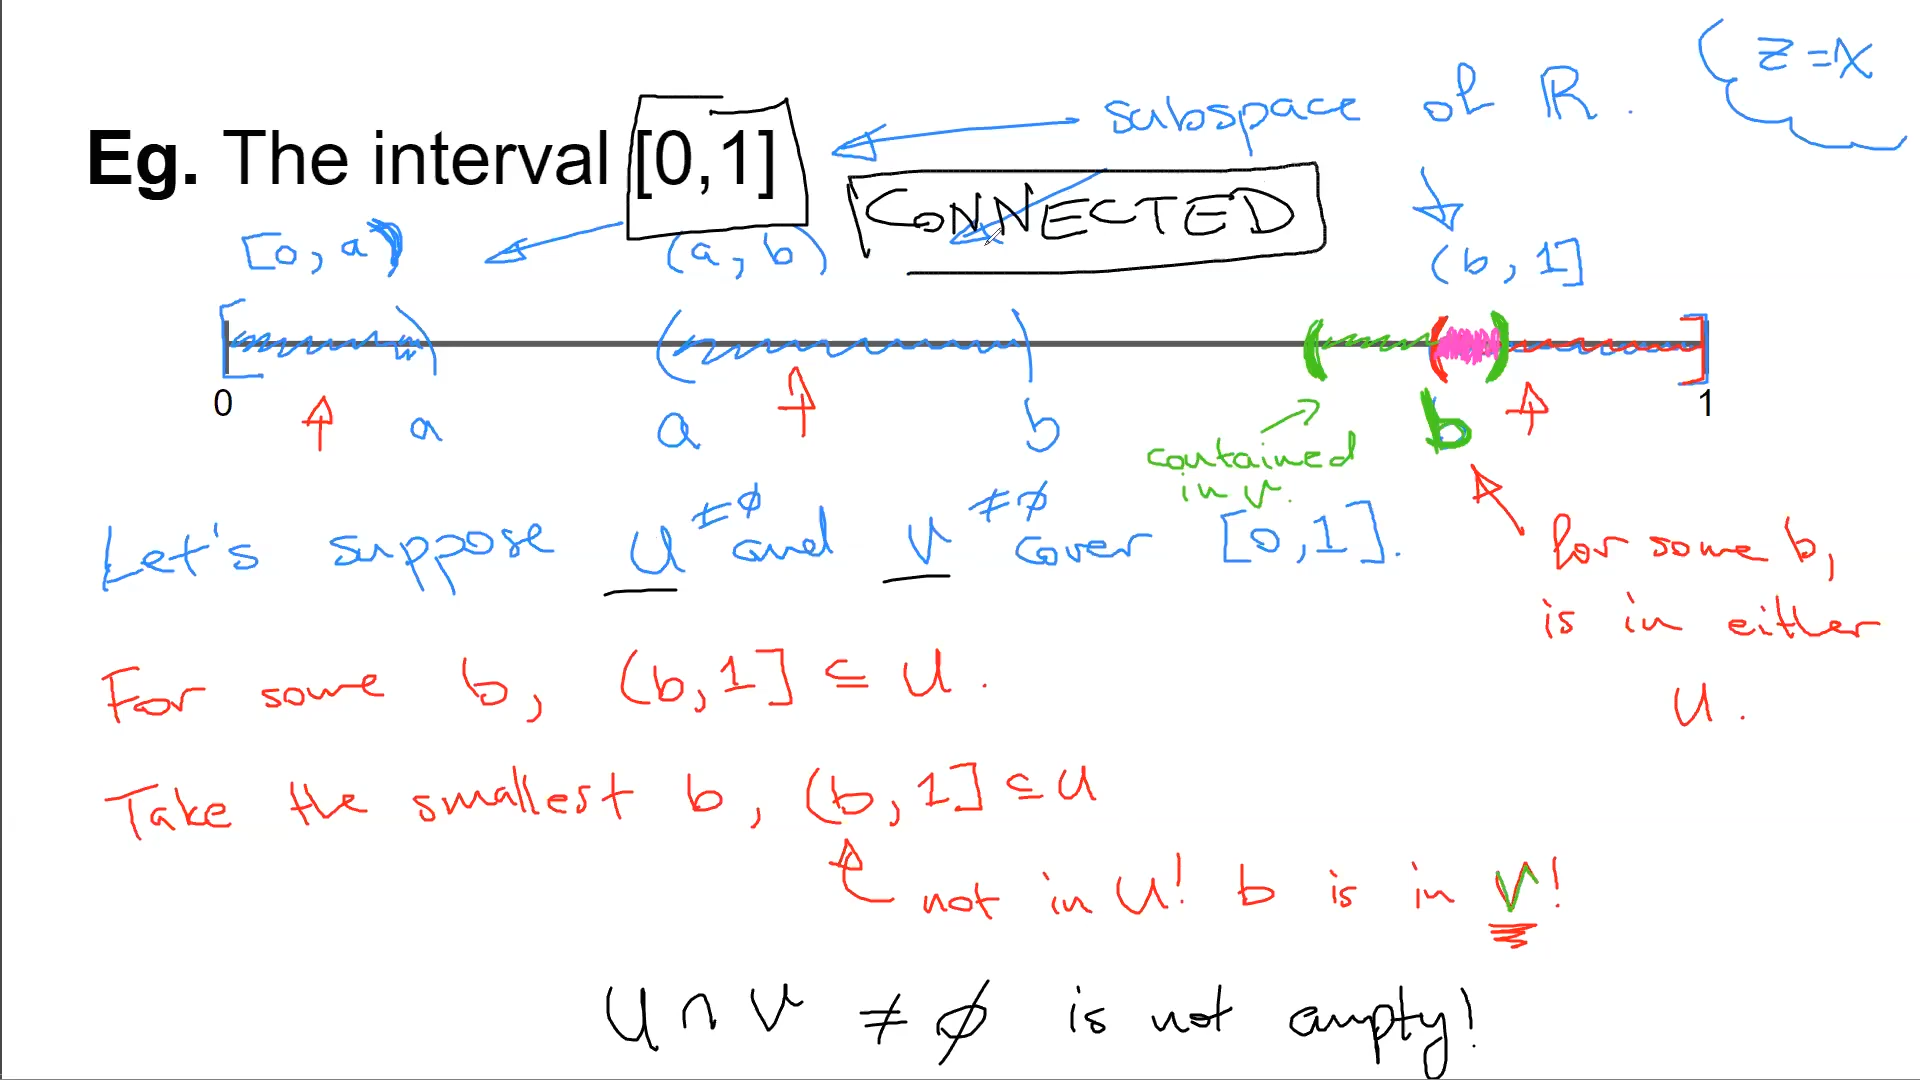 Z = X
subspace of ℝ.
Eg. The interval [0,1]
CONNECTED
[0, a)
(a, b)
(b, 1]
0
a
a
b
b
1
contained
in V.
Let's suppose U ≠ ∅ and V ≠ ∅ cover [0,1].
for some b,
is in either
U.
For some b, (b, 1] ⊆ U.
Take the smallest b, (b, 1] ⊆ U
not in U! b is in V!
U ∩ V ≠ ∅ is not empty!